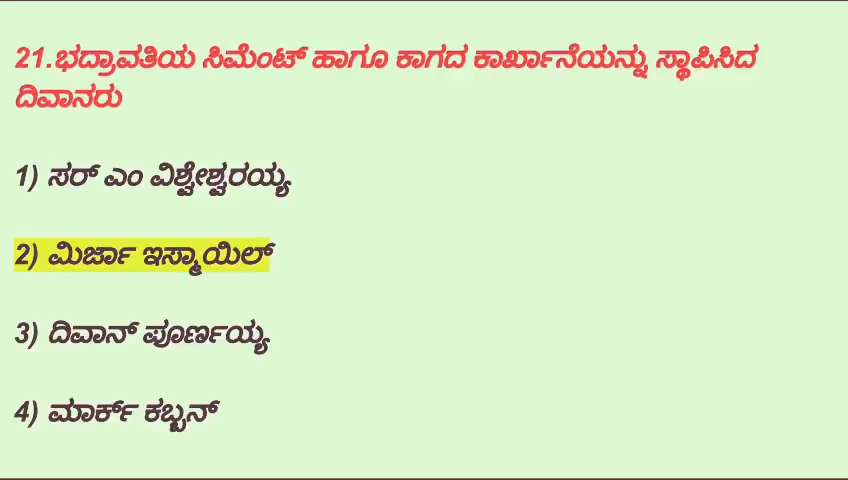 21.ಭದ್ರಾವತಿಯ ಸಿಮೆಂಟ್ ಹಾಗೂ ಕಾಗದ ಕಾರ್ಖಾನೆಯನ್ನು ಸ್ಥಾಪಿಸಿದ
ದಿವಾನರು
1) ಸರ್ ಎಂ ವಿಶ್ವೇಶ್ವರಯ್ಯ
2) ಮಿರ್ಜಾ ಇಸ್ಮಾಯಿಲ್
3) ದಿವಾನ್ ಪೂರ್ಣಯ್ಯ
4) ಮಾರ್ಕ್ ಕಬ್ಬನ್